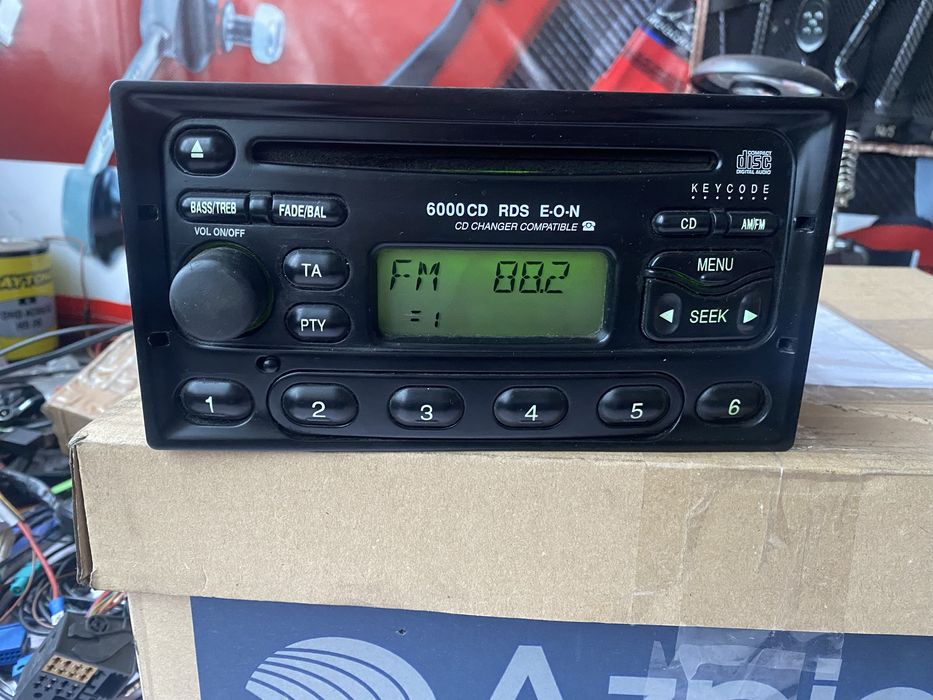 COMPACT
disc
DIGITAL AUDIO
KEYCODE
BASS/TREB
FADE/BAL
6000CD RDS E-O-N
CD CHANGER COMPATIBLE
CD
AM/FM
VOL ON/OFF
TA
FM 88.2
MENU
PTY
=1
SEEK
1
2
3
4
5
6